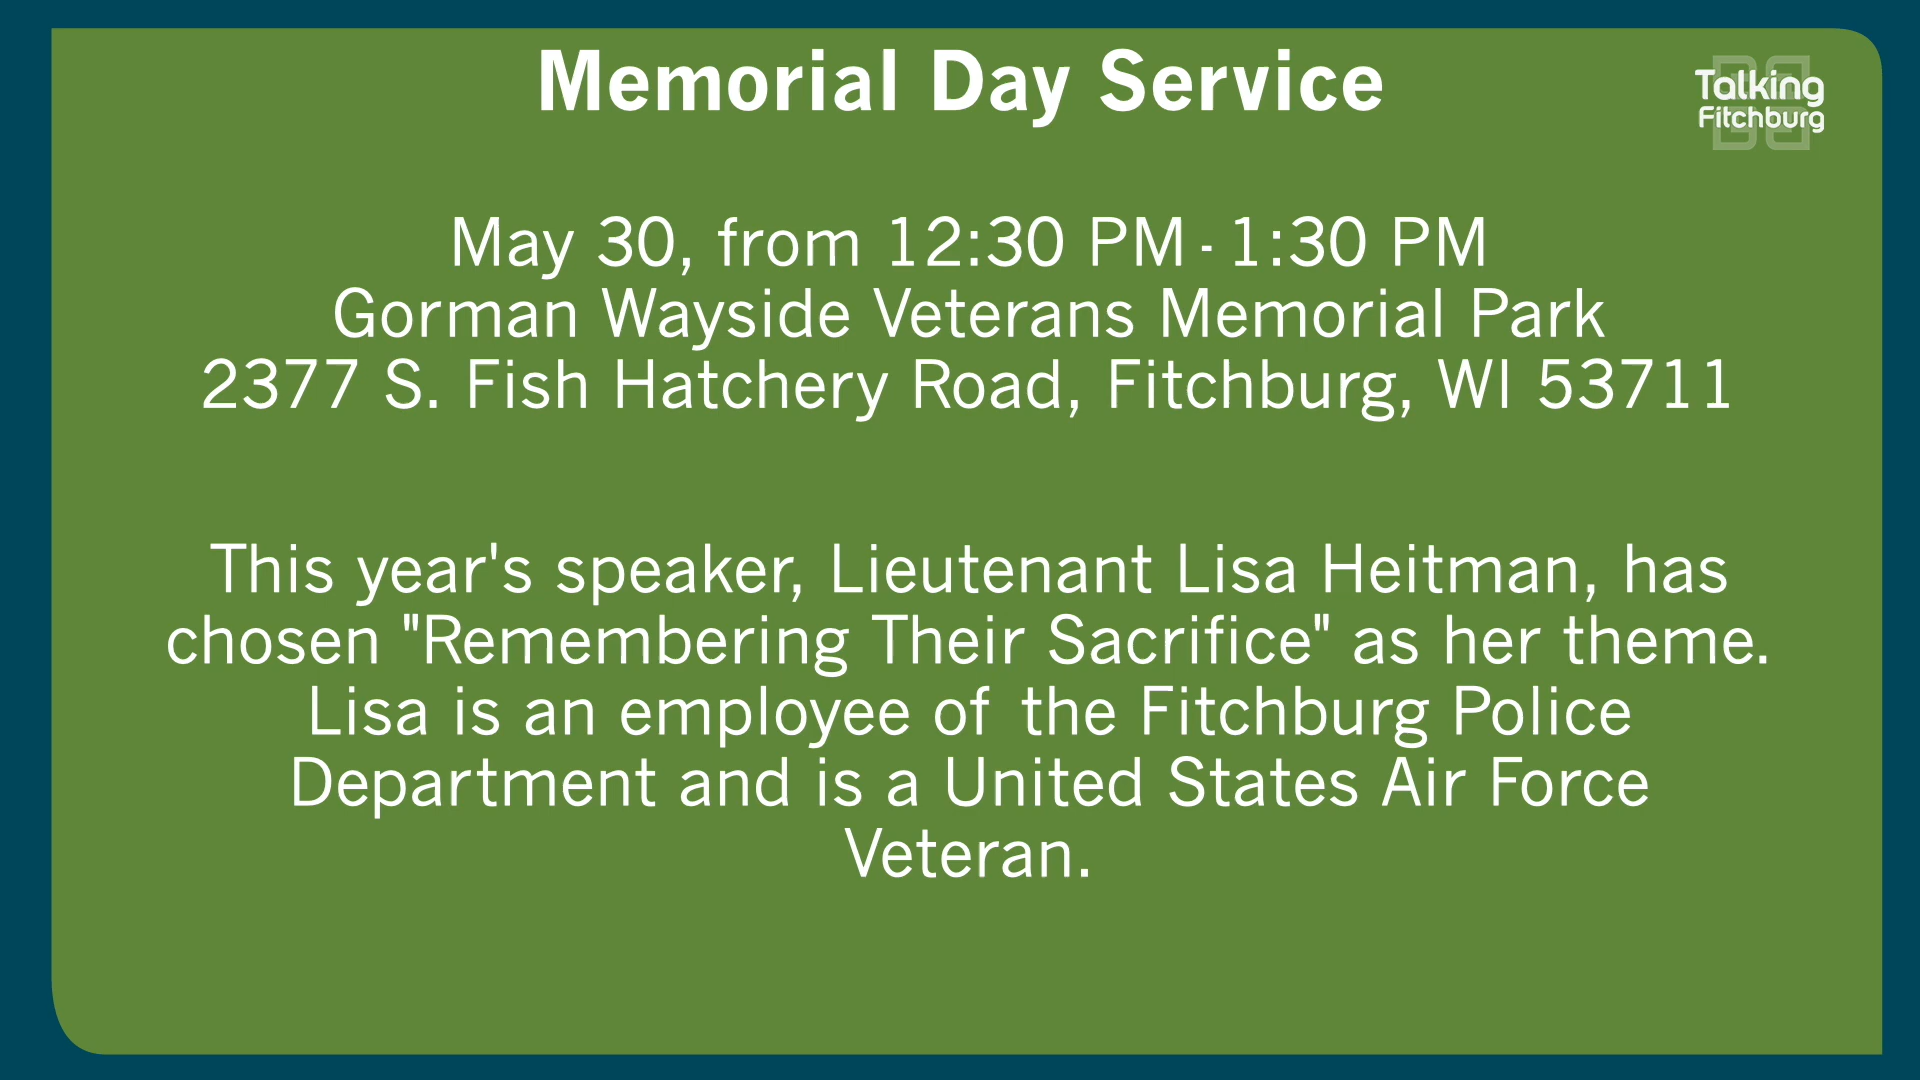 Memorial Day Service
Talking
Fitchburg
May 30, from 12:30 PM - 1:30 PM
Gorman Wayside Veterans Memorial Park
2377 S. Fish Hatchery Road, Fitchburg, WI 53711
This year's speaker, Lieutenant Lisa Heitman, has
chosen "Remembering Their Sacrifice" as her theme.
Lisa is an employee of the Fitchburg Police
Department and is a United States Air Force
Veteran.